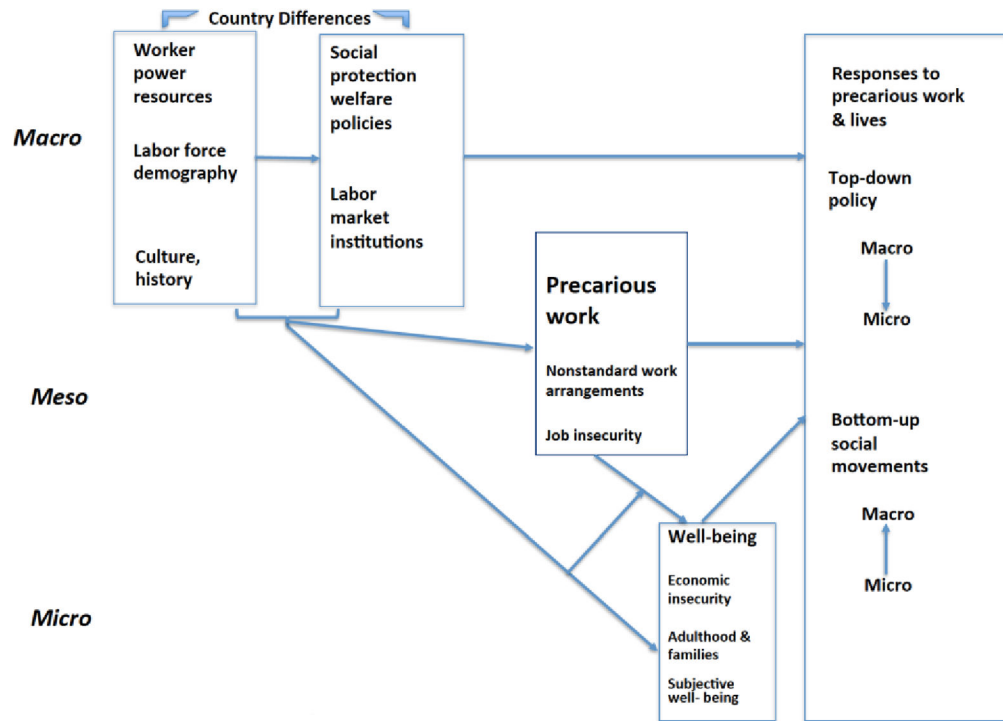 Country Differences
Macro
Worker
power
resources
Labor force
demography
Culture,
history
Social
protection
welfare
policies
Labor
market
institutions
Responses to
precarious work
& lives
Top-down
policy
Macro
Micro
Meso
Precarious
work
Nonstandard work
arrangements
Job insecurity
Bottom-up
social
movements
Macro
Micro
Micro
Well-being
Economic
insecurity
Adulthood &
families
Subjective
well- being